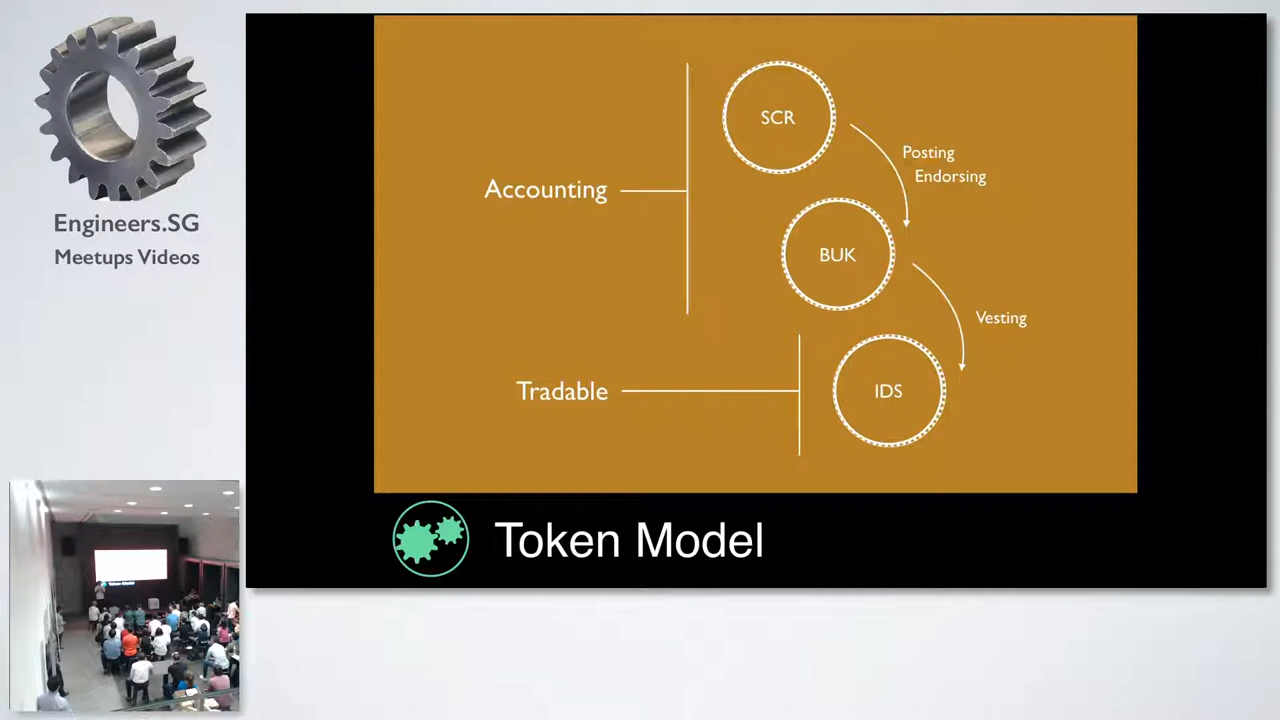 Engineers.SG
Meetups Videos
SCR
Posting
Endorsing
Accounting
BUK
Vesting
Tradable
IDS
Token Model